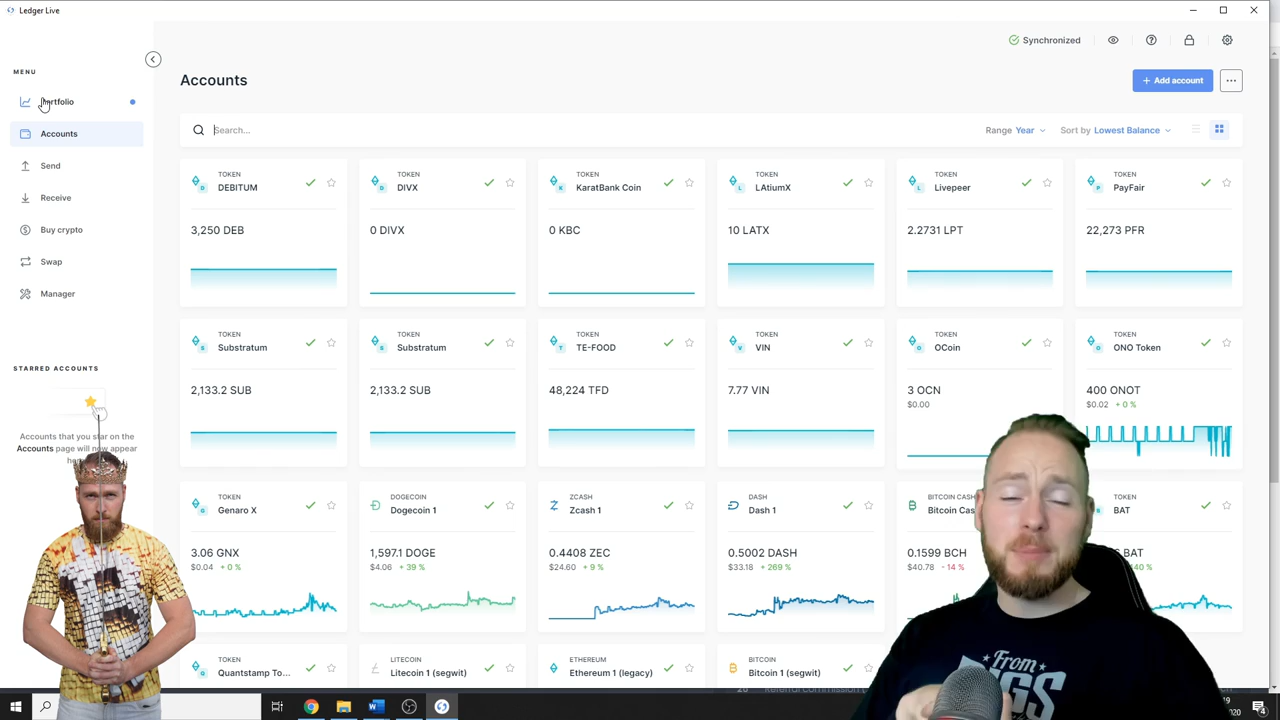 Ledger Live
MENU
Synchronized
Portfolio
Accounts
Send
Receive
Buy crypto
Swap
Manager
STARRED ACCOUNTS
Accounts that you star on the
Accounts page will now appear
Accounts
+ Add account
Search...
Range Year
Sort by Lowest Balance
TOKEN
DEBITUM
3,250 DEB
TOKEN
DIVX
0 DIVX
TOKEN
KaratBank Coin
0 KBC
TOKEN
LAtiumX
10 LATX
TOKEN
Livepeer
2.2731 LPT
TOKEN
PayFair
22,273 PFR
TOKEN
Substratum
2,133.2 SUB
TOKEN
Substratum
2,133.2 SUB
TOKEN
TE-FOOD
48,224 TFD
TOKEN
VIN
7.77 VIN
TOKEN
OCoin
3 OCN
$0.00
TOKEN
ONO Token
400 ONOT
$0.02 + 0 %
TOKEN
Genaro X
3.06 GNX
$0.04 + 0 %
DOGECOIN
Dogecoin 1
1,597.1 DOGE
$4.06 + 39 %
ZCASH
Zcash 1
0.4408 ZEC
$24.60 + 9 %
DASH
Dash 1
0.5002 DASH
$33.18 + 269 %
BITCOIN CASH
Bitcoin Cas
0.1599 BCH
$40.78 - 14 %
TOKEN
BAT
BAT
40 %
TOKEN
Quantstamp To...
LITECOIN
Litecoin 1 (segwit)
ETHEREUM
Ethereum 1 (legacy)
BITCOIN
Bitcoin 1 (segwit)
From